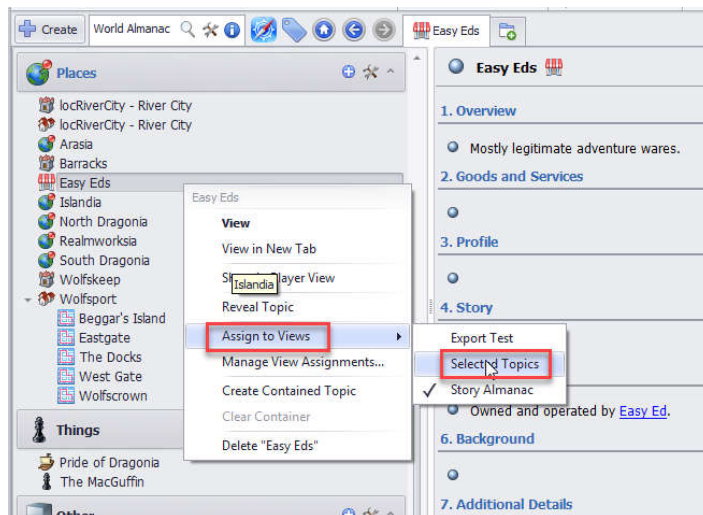 Create
World Almanac
Easy Eds
Places
locRiverCity - River City
locRiverCity - River City
Arasia
Barracks
Easy Eds
Islandia
North Dragonia
Realmworksia
South Dragonia
Wolfskeep
Wolfsport
Beggar's Island
Eastgate
The Docks
West Gate
Wolfscrown
Things
Pride of Dragonia
The MacGuffin
Other
Easy Eds
View
View in New Tab
Player View
Islandia
Reveal Topic
Assign to Views
Manage View Assignments...
Create Contained Topic
Clear Container
Delete "Easy Eds"
Export Test
Selected Topics
Story Almanac
Easy Eds
1. Overview
Mostly legitimate adventure wares.
2. Goods and Services
3. Profile
4. Story
Owned and operated by Easy Ed.
6. Background
7. Additional Details